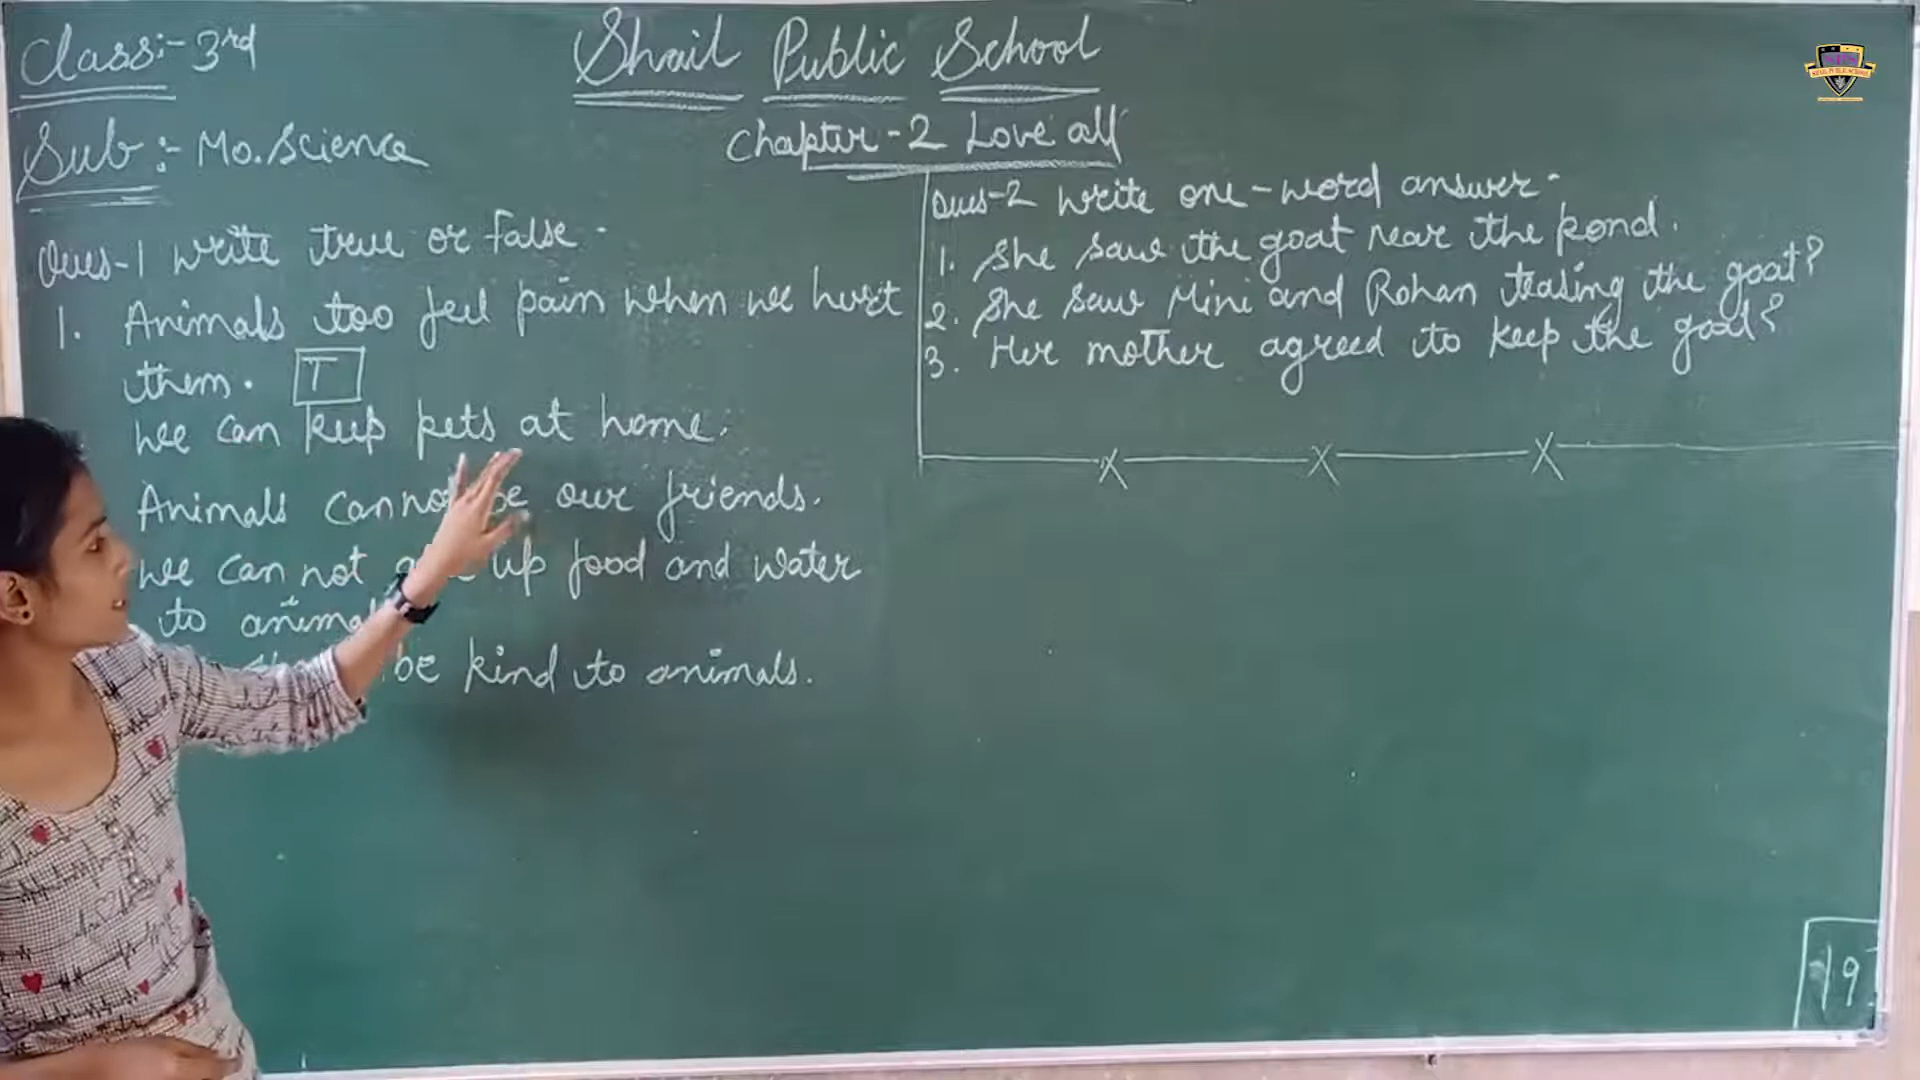 Class:- 3rd
Shail Public School
Sub:- Mo. Science
Chapter-2 Love all
Ques-1 Write true or false.
1. Animals too feel pain when we hurt
them. T
We can keep pets at home.
Animals cannot be our friends.
We can not up food and water
to
be kind to animals.
Ques-2 Write one-word answer-
1. She saw the goat near the pond.
2. She saw Mini and Rohan teasing the goat?
3. Her mother agreed to keep the goat?
19